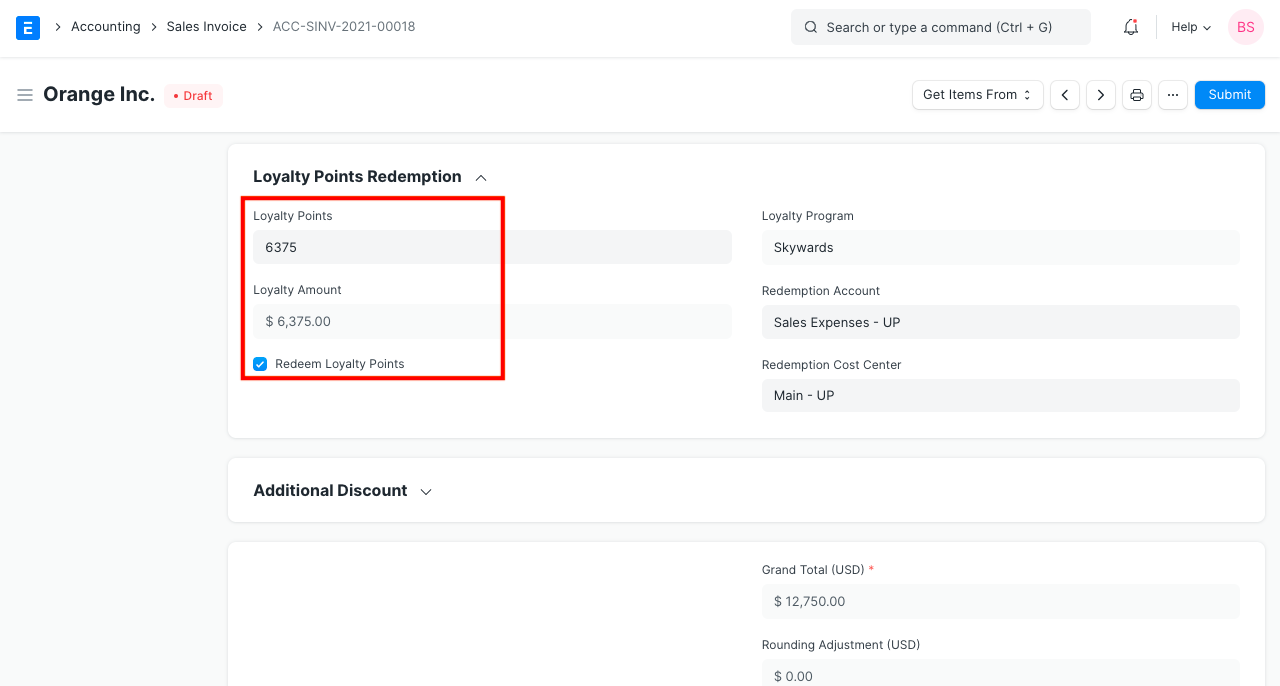 E
Accounting
Sales Invoice
ACC-SINV-2021-00018
Search or type a command (Ctrl + G)
Help
BS
Orange Inc.
• Draft
Get Items From
...
Submit
Loyalty Points Redemption
Loyalty Points
6375
Loyalty Amount
$ 6,375.00
Redeem Loyalty Points
Loyalty Program
Skywards
Redemption Account
Sales Expenses - UP
Redemption Cost Center
Main - UP
Additional Discount
Grand Total (USD) *
$ 12,750.00
Rounding Adjustment (USD)
$ 0.00